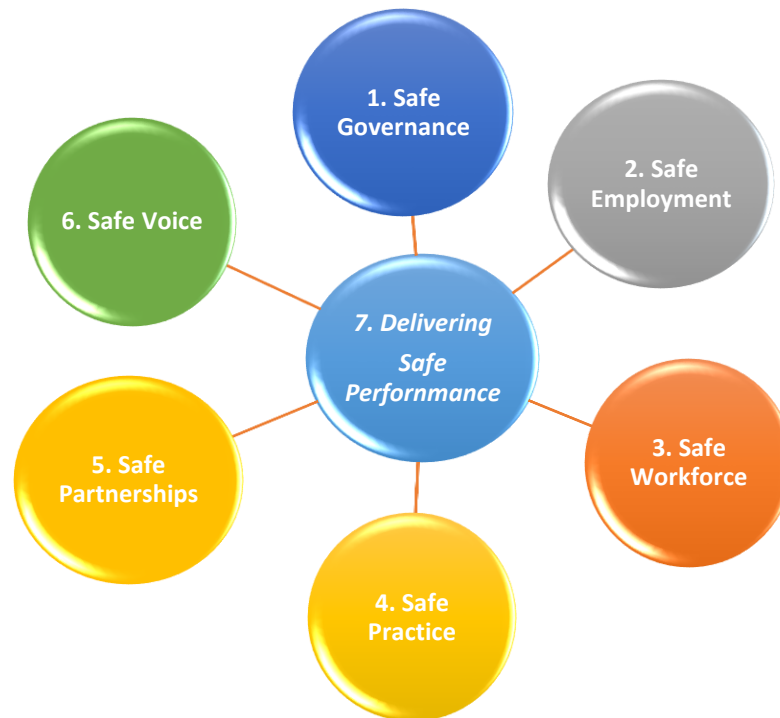 1. Safe
Governance
2. Safe
Employment
3. Safe
Workforce
4. Safe
Practice
5. Safe
Partnerships
6. Safe Voice
7. Delivering
Safe
Perfornmance